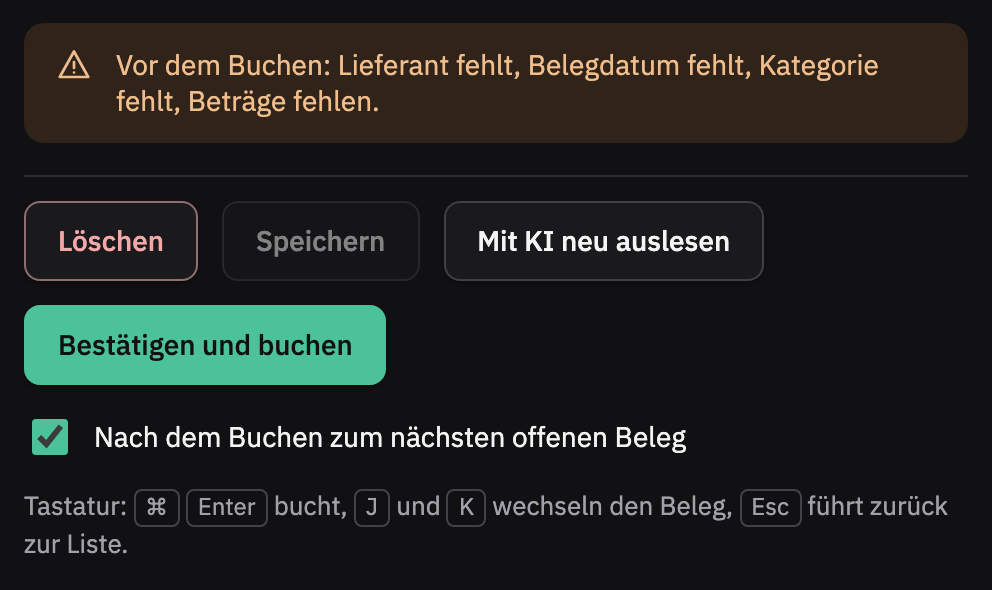 Vor dem Buchen: Lieferant fehlt, Belegdatum fehlt, Kategorie
fehlt, Beträge fehlen.
Löschen Speichern Mit KI neu auslesen
Bestätigen und buchen
Nach dem Buchen zum nächsten offenen Beleg
Tastatur: ⌘ Enter bucht, J und K wechseln den Beleg, Esc führt zurück
zur Liste.